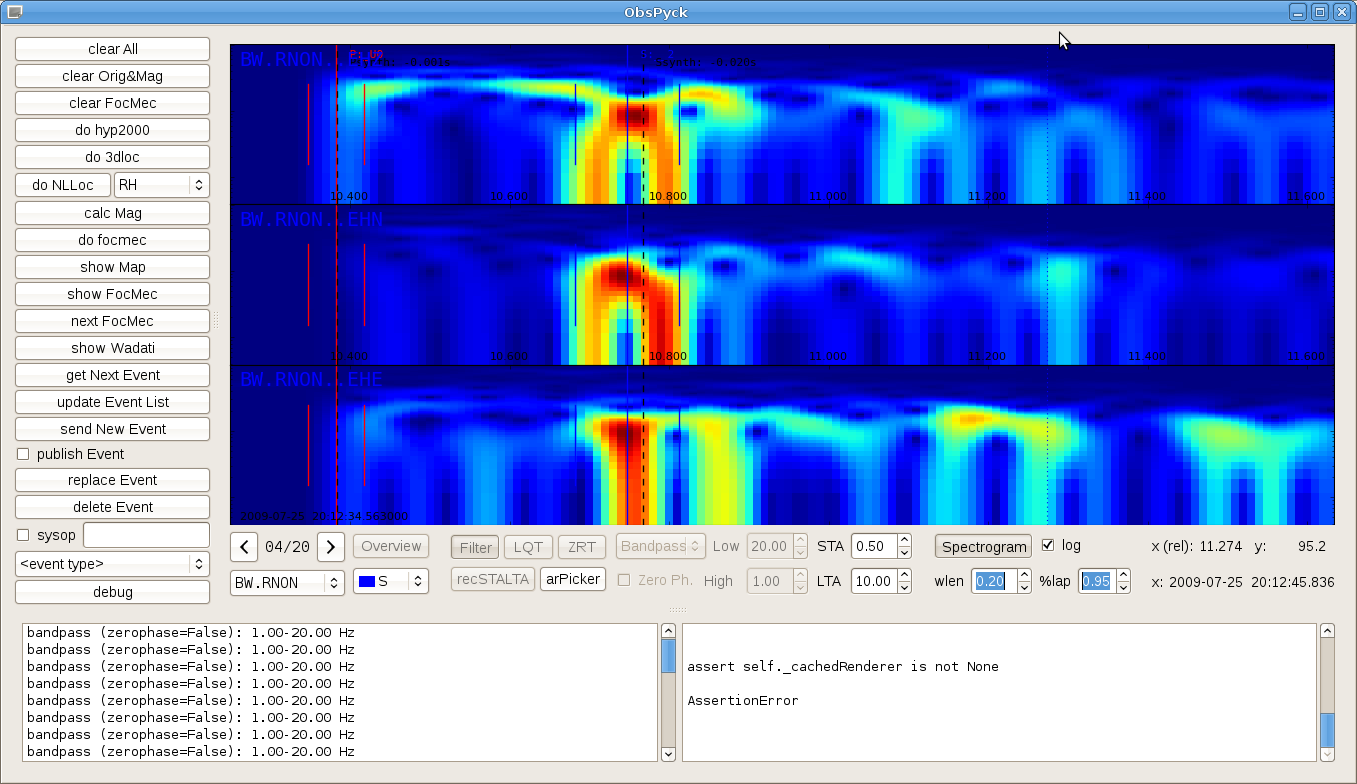 ObsPyck
clear All
clear Orig&Mag
clear FocMec
do hyp2000
do 3dloc
do NLLoc RH
calc Mag
do focmec
show Map
show FocMec
next FocMec
show Wadati
get Next Event
update Event List
send New Event
publish Event
replace Event
delete Event
sysop
<event type>
debug
BW.RNON.
10.400 10.600 10.800 11.000 11.200 11.400 11.600
BW.RNON..EHN
10.400 10.600 10.800 11.000 11.200 11.400 11.600
BW.RNON..EHE
2009-07-25 20:12:34.563000
04/20 Overview Filter LQT ZRT Bandpass Low 20.00 STA 0.50 Spectrogram log x (rel): 11.274 y: 95.2
BW.RNON S recSTALTA arPicker Zero Ph. High 1.00 LTA 10.00 wlen 0.20 %lap 0.95 x: 2009-07-25 20:12:45.836
bandpass (zerophase=False): 1.00-20.00 Hz
bandpass (zerophase=False): 1.00-20.00 Hz
bandpass (zerophase=False): 1.00-20.00 Hz
bandpass (zerophase=False): 1.00-20.00 Hz
bandpass (zerophase=False): 1.00-20.00 Hz
bandpass (zerophase=False): 1.00-20.00 Hz
bandpass (zerophase=False): 1.00-20.00 Hz
bandpass (zerophase=False): 1.00-20.00 Hz
assert self._cachedRenderer is not None
AssertionError